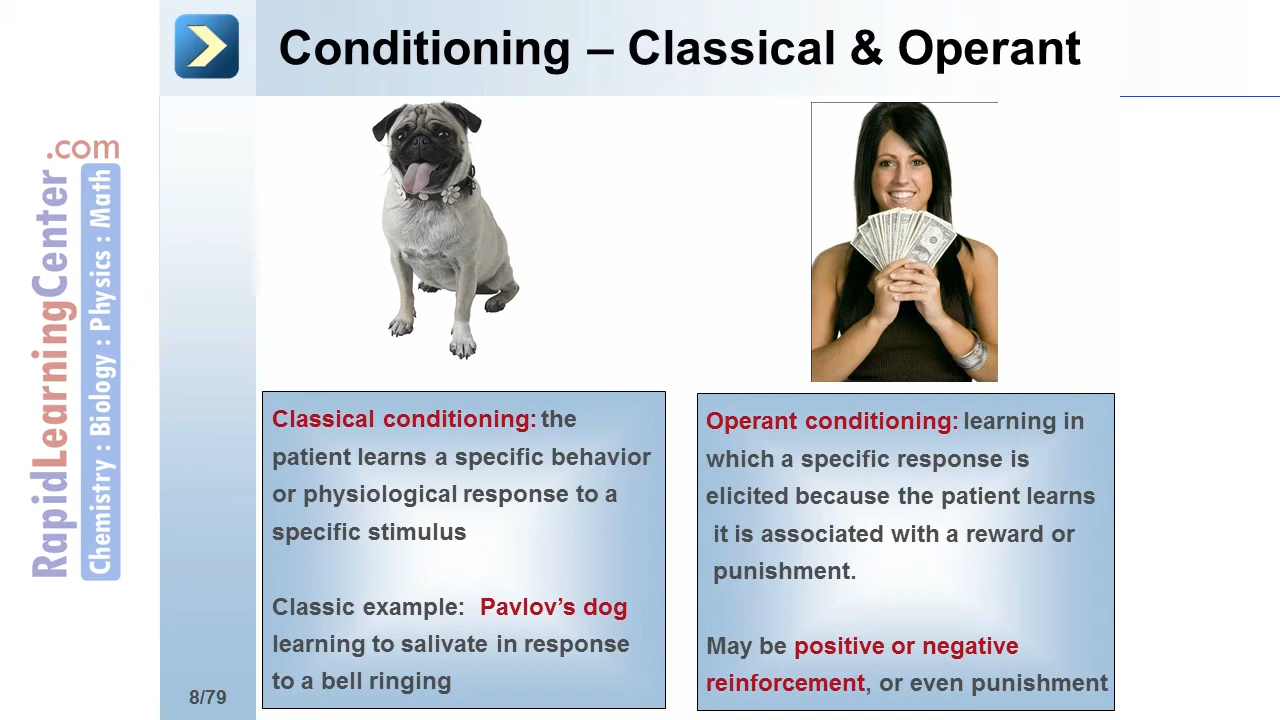 Conditioning – Classical & Operant
.com
RapidLearningCenter
Chemistry : Biology : Physics : Math
Classical conditioning: the
patient learns a specific behavior
or physiological response to a
specific stimulus
Classic example: Pavlov's dog
learning to salivate in response
to a bell ringing
Operant conditioning: learning in
which a specific response is
elicited because the patient learns
it is associated with a reward or
punishment.
May be positive or negative
reinforcement, or even punishment
8/79